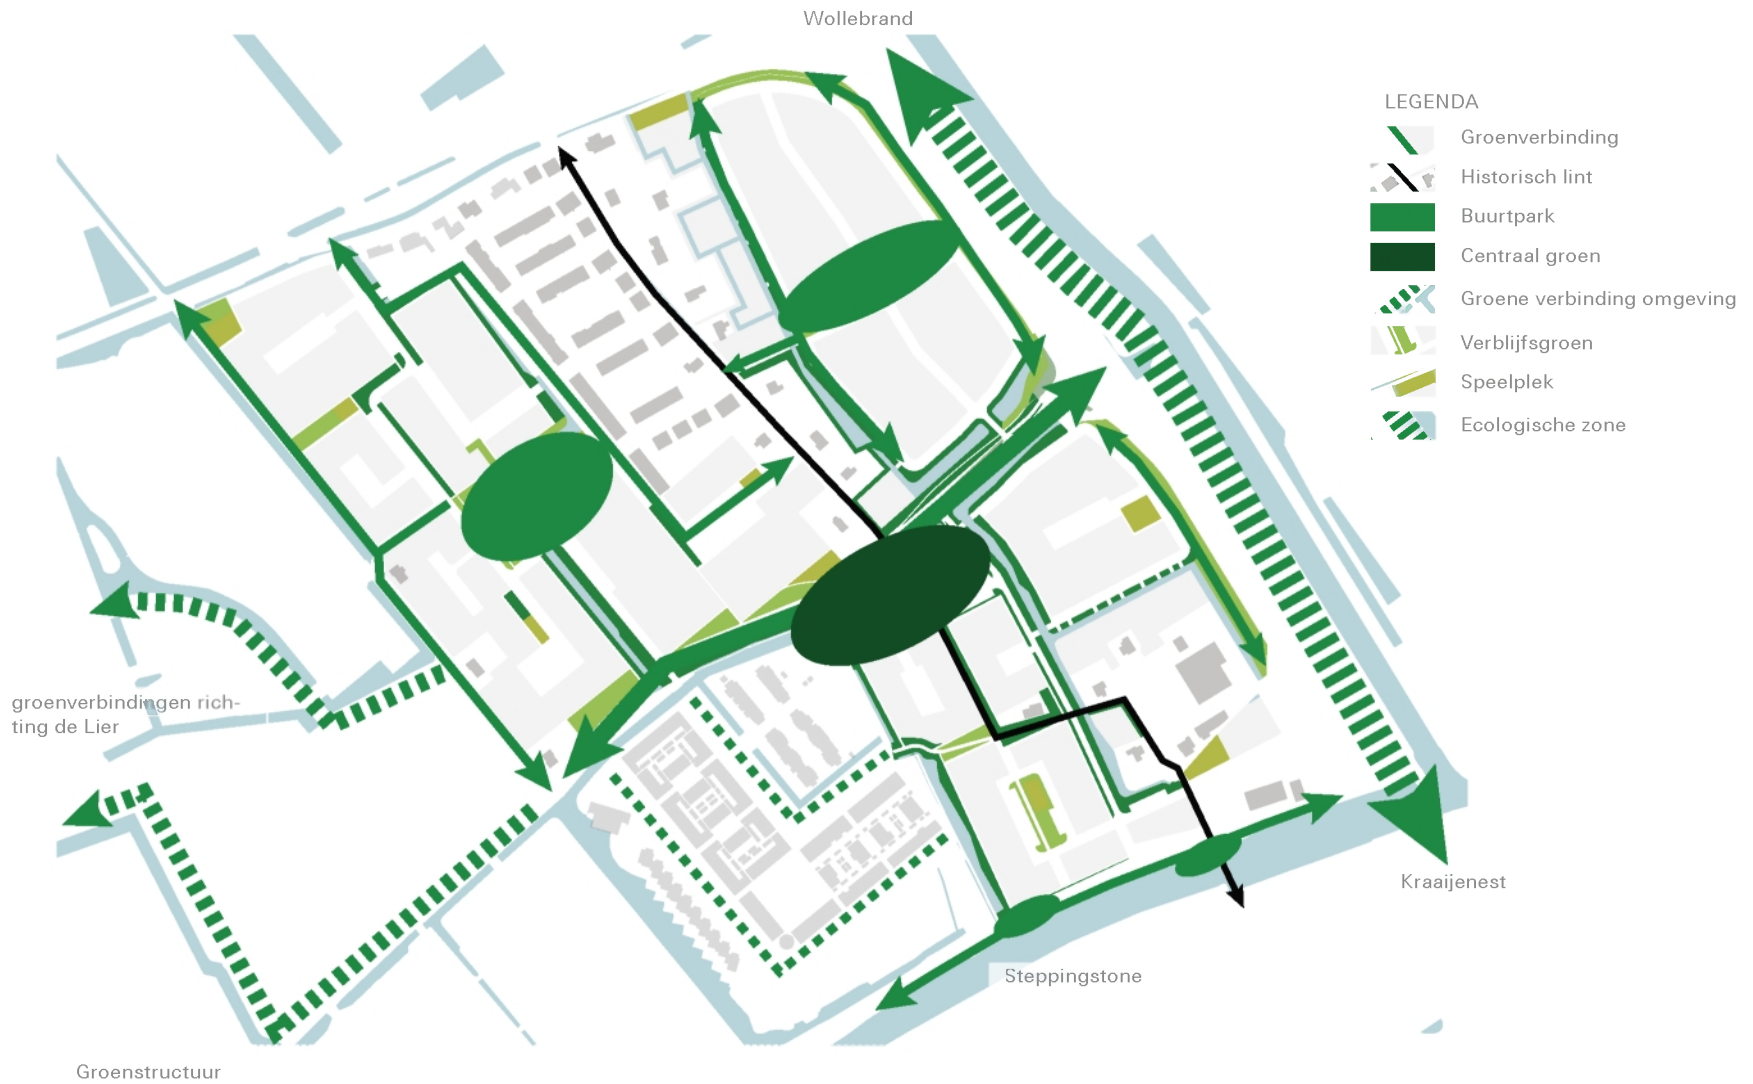 Wollebrand
LEGENDA
Groenverbinding
Historisch lint
Buurtpark
Centraal groen
Groene verbinding omgeving
Verblijfsgroen
Speelplek
Ecologische zone
groenverbindingen rich-
ting de Lier
Kraaijenest
Steppingstone
Groenstructuur